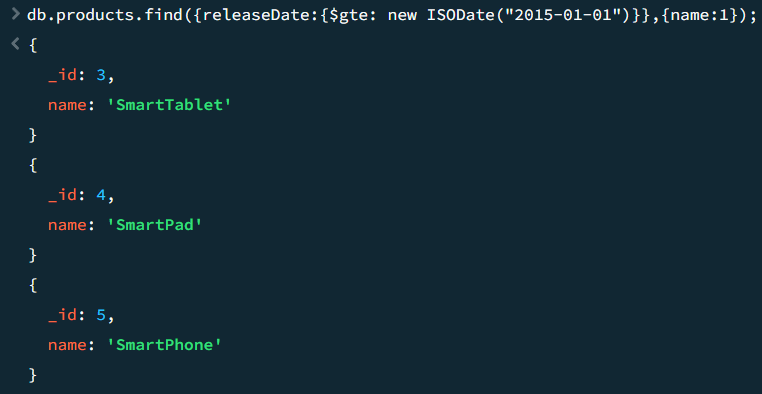 > db.products.find({releaseDate:{$gte: new ISODate("2015-01-01")}},{name:1});
< {
_id: 3,
name: 'SmartTablet'
}
{
_id: 4,
name: 'SmartPad'
}
{
_id: 5,
name: 'SmartPhone'
}